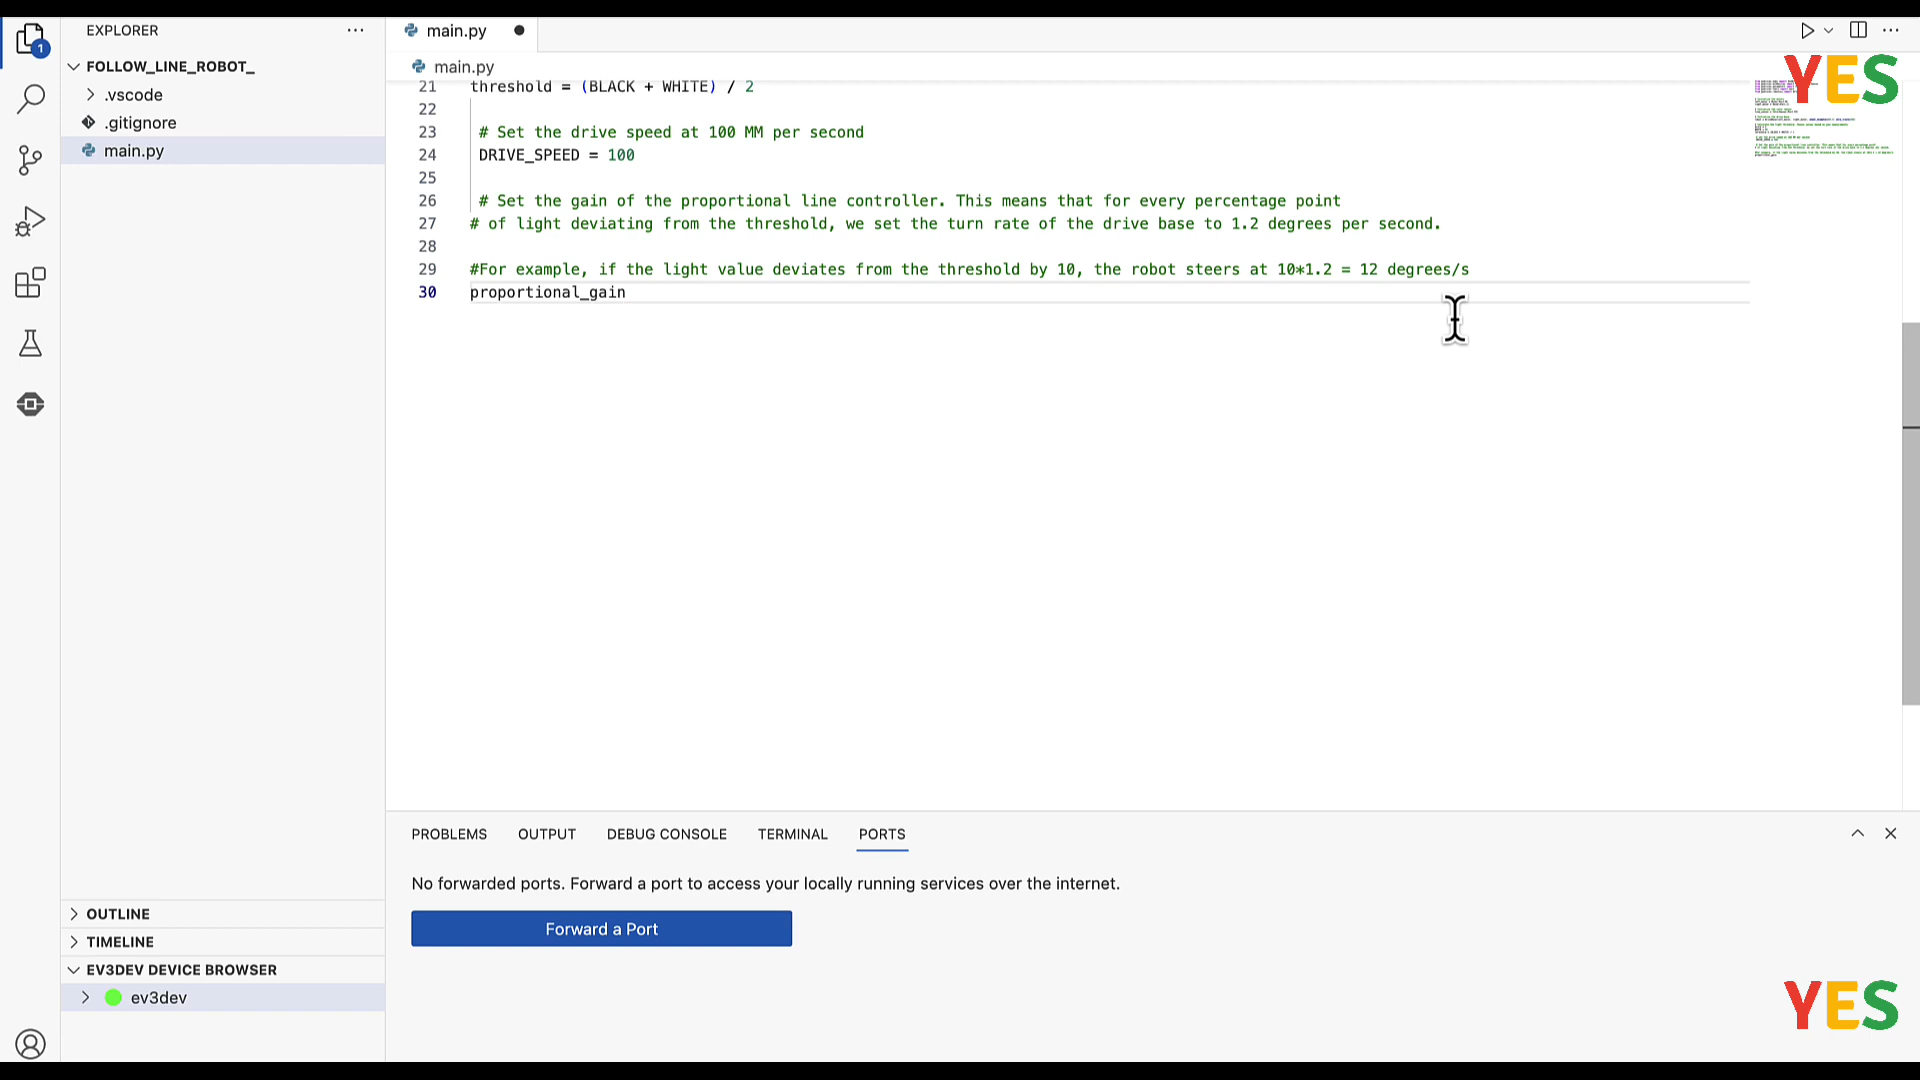 EXPLORER
main.py
FOLLOW_LINE_ROBOT_
.vscode
.gitignore
main.py
main.py
YES
21 threshold = (BLACK + WHITE) / 2
22
23 # Set the drive speed at 100 MM per second
24 DRIVE_SPEED = 100
25
26 # Set the gain of the proportional line controller. This means that for every percentage point
27 # of light deviating from the threshold, we set the turn rate of the drive base to 1.2 degrees per second.
28
29 #For example, if the light value deviates from the threshold by 10, the robot steers at 10*1.2 = 12 degrees/s
30 proportional_gain
PROBLEMS OUTPUT DEBUG CONSOLE TERMINAL PORTS
No forwarded ports. Forward a port to access your locally running services over the internet.
Forward a Port
OUTLINE
TIMELINE
EV3DEV DEVICE BROWSER
ev3dev
1
YES